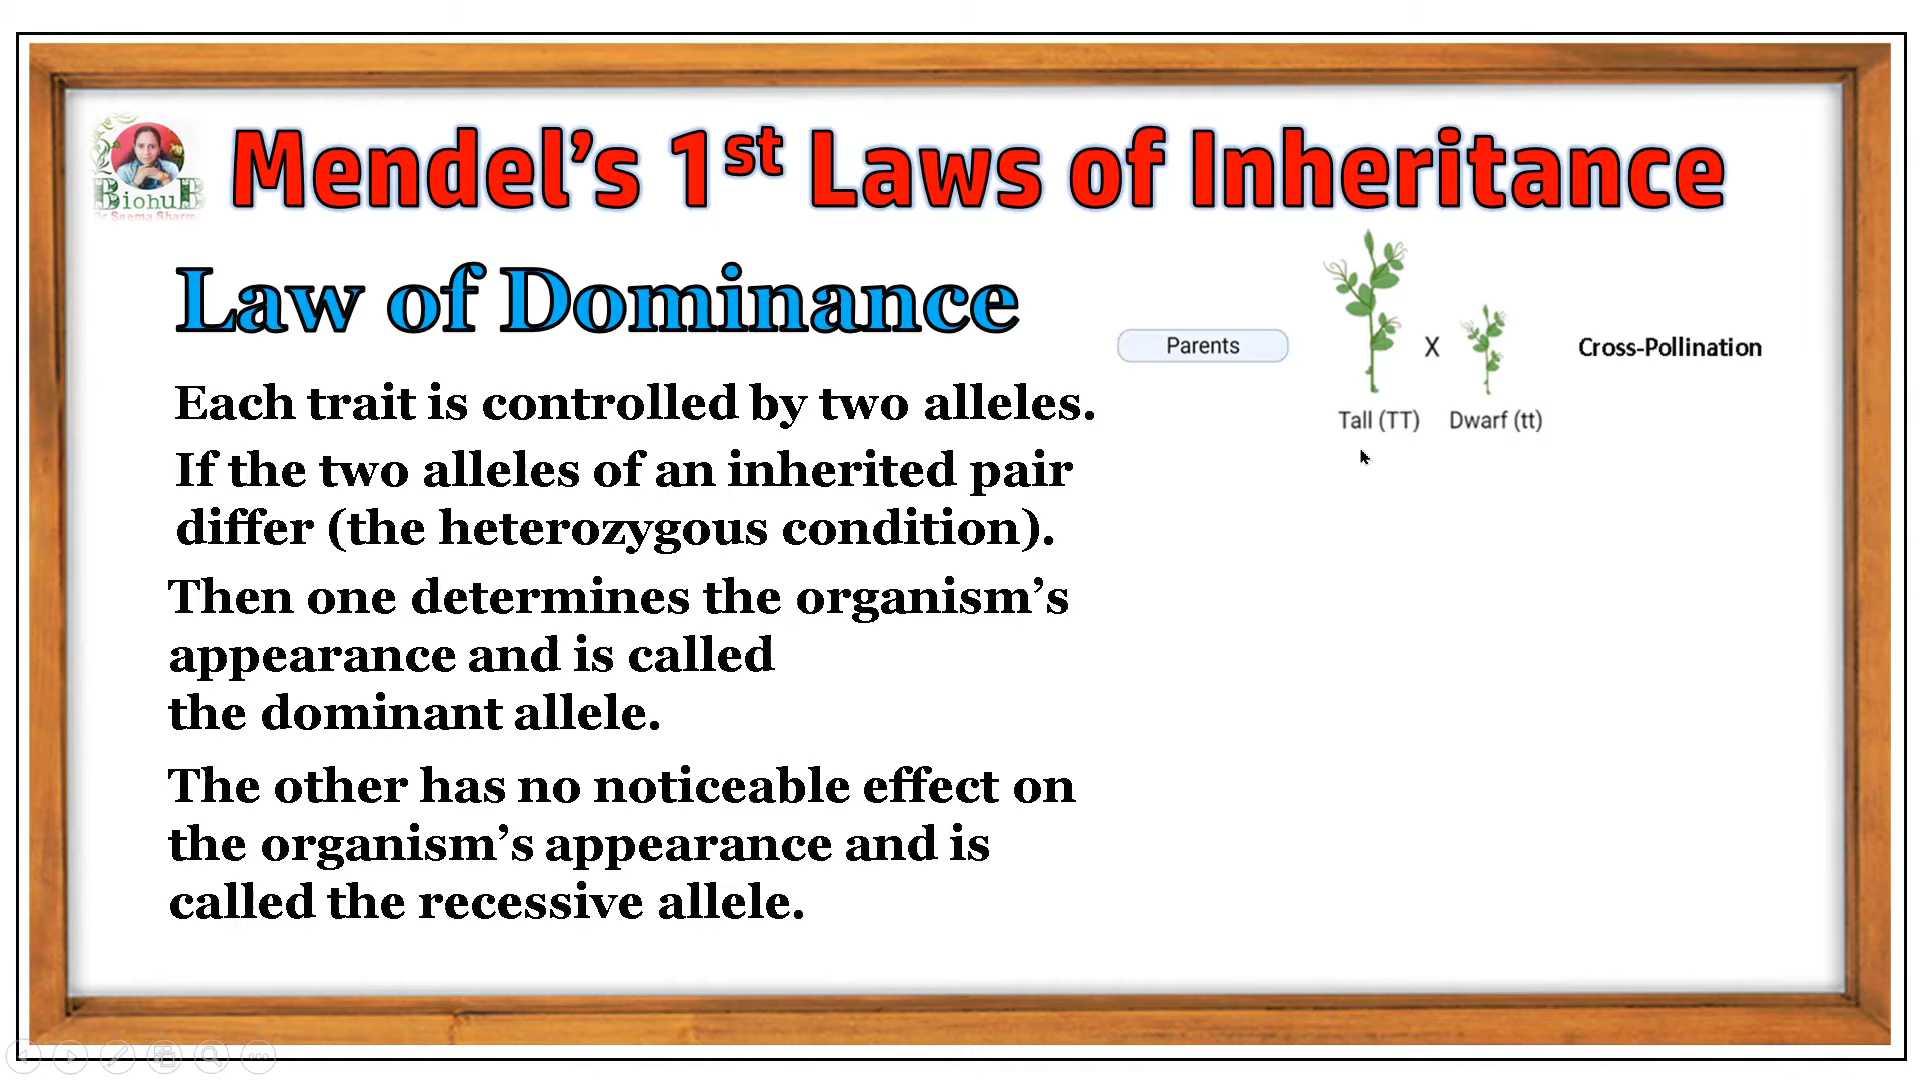 BiohuB
Dr Seema Sharma
Mendel’s 1st Laws of Inheritance
Law of Dominance
Each trait is controlled by two alleles.
If the two alleles of an inherited pair
differ (the heterozygous condition).
Then one determines the organism’s
appearance and is called
the dominant allele.
The other has no noticeable effect on
the organism’s appearance and is
called the recessive allele.
Parents
X
Cross-Pollination
Tall (TT) Dwarf (tt)